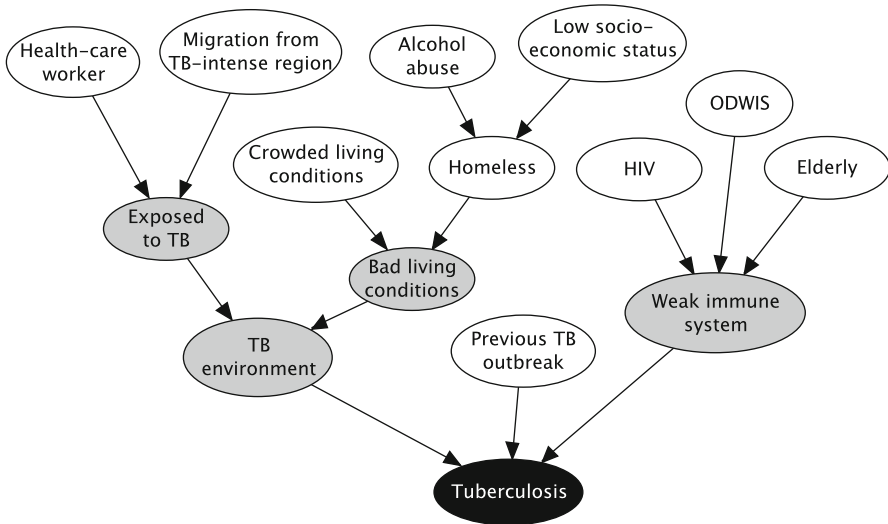 Health-care
worker
Migration from
TB-intense region
Alcohol
abuse
Low socio-
economic status
ODWIS
Crowded living
conditions
Homeless
HIV
Elderly
Exposed
to TB
Bad living
conditions
Weak immune
system
TB
environment
Previous TB
outbreak
Tuberculosis